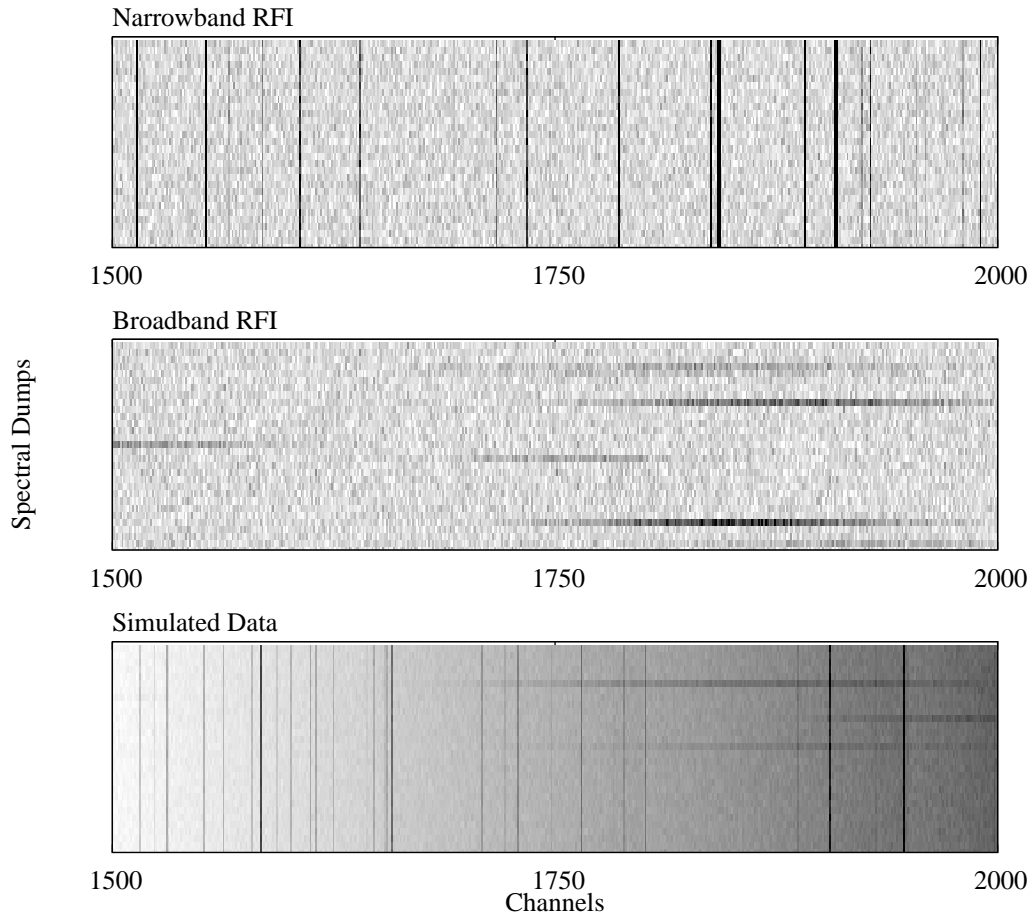 Narrowband RFI
1500 1750 2000
Broadband RFI
Spectral Dumps
1500 1750 2000
Simulated Data
1500 1750 2000
Channels